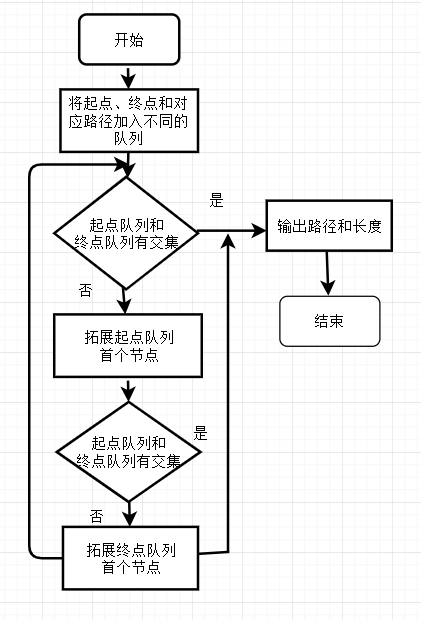 开始
将起点、终点和对
应路径加入不同的
队列
是
起点队列和
终点队列有交集
输出路径和长度
否
结束
拓展起点队列
首个节点
是
起点队列和
终点队列有交集
否
拓展终点队列
首个节点